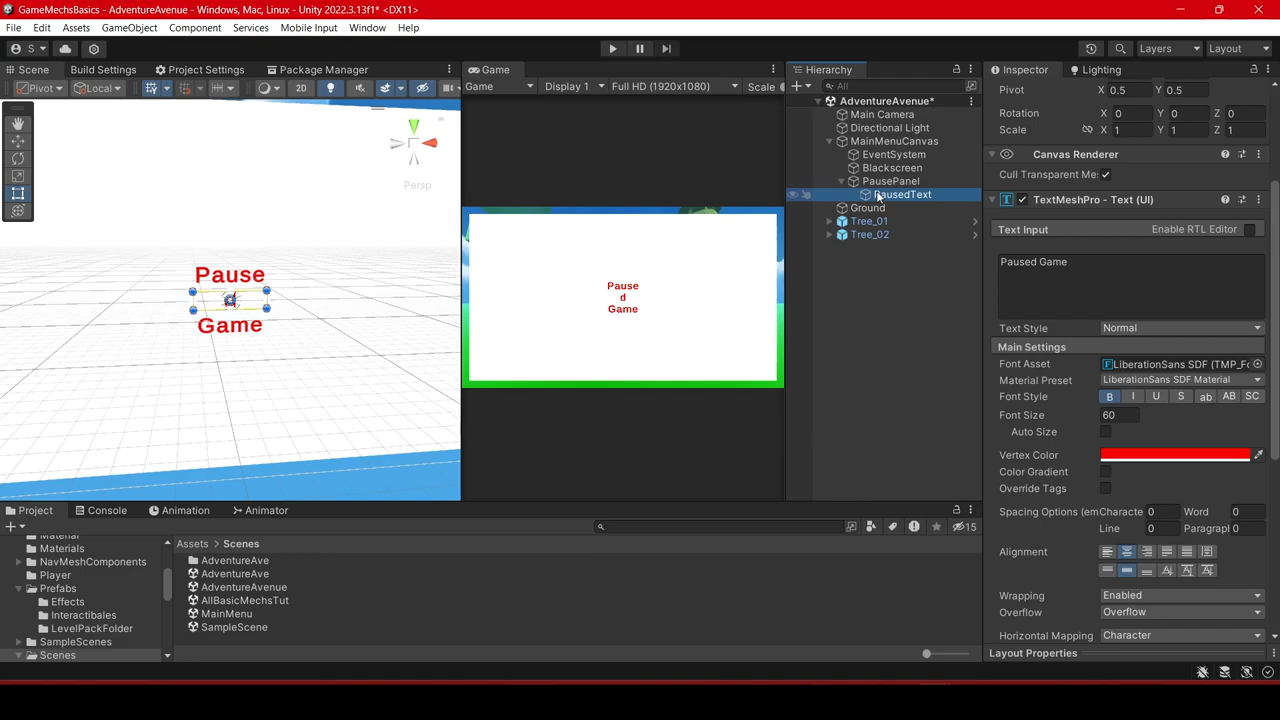 GameMechsBasics - AdventureAvenue - Windows, Mac, Linux - Unity 2022.3.13f1* <DX11>
File Edit Assets GameObject Component Services Mobile Input Window Help
S Layers Layout
Scene Build Settings Project Settings Package Manager
Pivot Local 2D
Persp
Pause
Game
Game
Game Display 1 Full HD (1920x1080) Scale
Pause
d
Game
Hierarchy
All
AdventureAvenue*
Main Camera
Directional Light
MainMenuCanvas
EventSystem
Blackscreen
PausePanel
PausedText
Ground
Tree_01
Tree_02
Inspector Lighting
Pivot X 0.5 Y 0.5
Rotation X 0 Y 0 Z 0
Scale X 1 Y 1 Z 1
Canvas Renderer
Cull Transparent Me:
TextMeshPro - Text (UI)
Text Input Enable RTL Editor
Paused Game
Text Style Normal
Main Settings
Font Asset LiberationSans SDF (TMP_Fo
Material Preset LiberationSans SDF Material
Font Style B I U S ab AB SC
Font Size 60
Auto Size
Vertex Color
Color Gradient
Override Tags
Spacing Options (em Characte 0 Word 0
Line 0 Paragrapl 0
Alignment
Wrapping Enabled
Overflow Overflow
Horizontal Mapping Character
Layout Properties
Project Console Animation Animator
15
Material
Materials
NavMeshComponents
Player
Prefabs
Effects
Interactibales
LevelPackFolder
SampleScenes
Scenes
Assets > Scenes
AdventureAve
AdventureAve
AdventureAvenue
AllBasicMechsTut
MainMenu
SampleScene